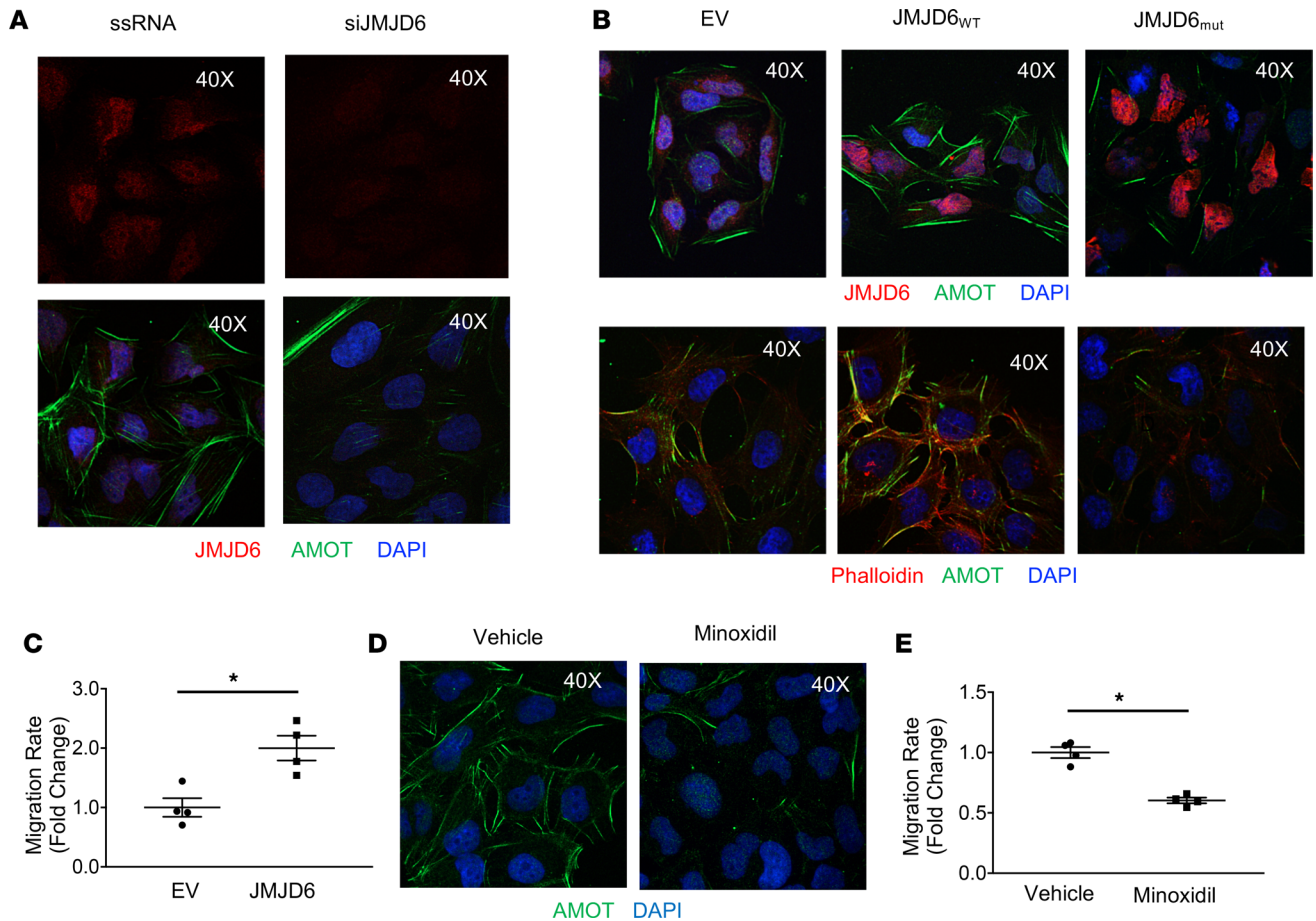 A
ssRNA
siJMJD6
40X
40X
40X
40X
JMJD6 AMOT DAPI
B
EV
JMJD6WT
JMJD6mut
40X
40X
40X
JMJD6 AMOT DAPI
40X
40X
40X
Phalloidin AMOT DAPI
C
Migration Rate
(Fold Change)
3.0
2.0
1.0
0.0
*
EV
JMJD6
D
Vehicle
Minoxidil
40X
40X
AMOT DAPI
E
Migration Rate
(Fold Change)
1.5
1.0
0.5
0.0
*
Vehicle
Minoxidil